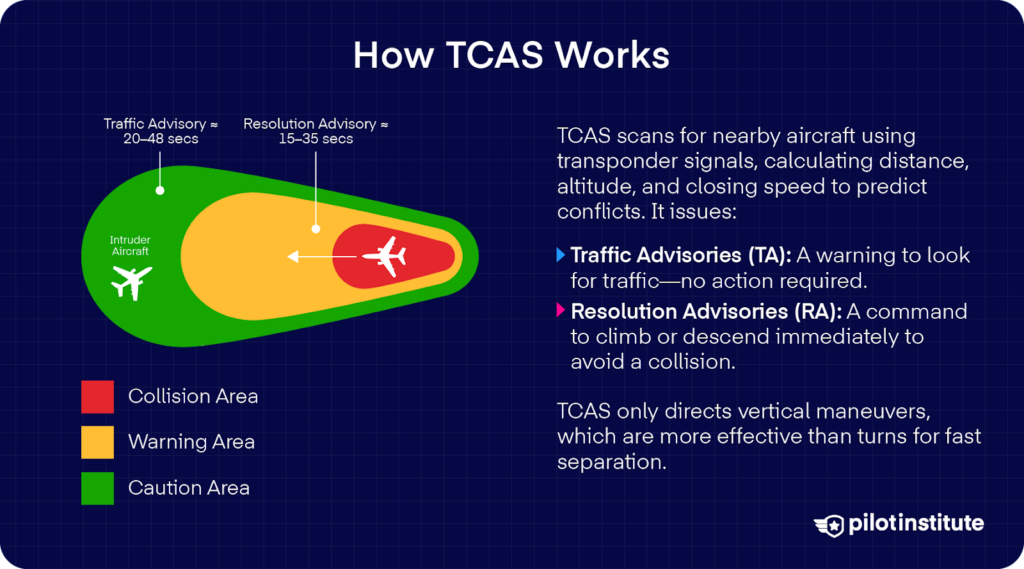 How TCAS Works
Traffic Advisory ≈
20–48 secs
Resolution Advisory ≈
15–35 secs
Intruder
Aircraft
Collision Area
Warning Area
Caution Area
TCAS scans for nearby aircraft using
transponder signals, calculating distance,
altitude, and closing speed to predict
conflicts. It issues:
Traffic Advisories (TA): A warning to look
for traffic—no action required.
Resolution Advisories (RA): A command
to climb or descend immediately to
avoid a collision.
TCAS only directs vertical maneuvers,
which are more effective than turns for fast
separation.
pilotinstitute